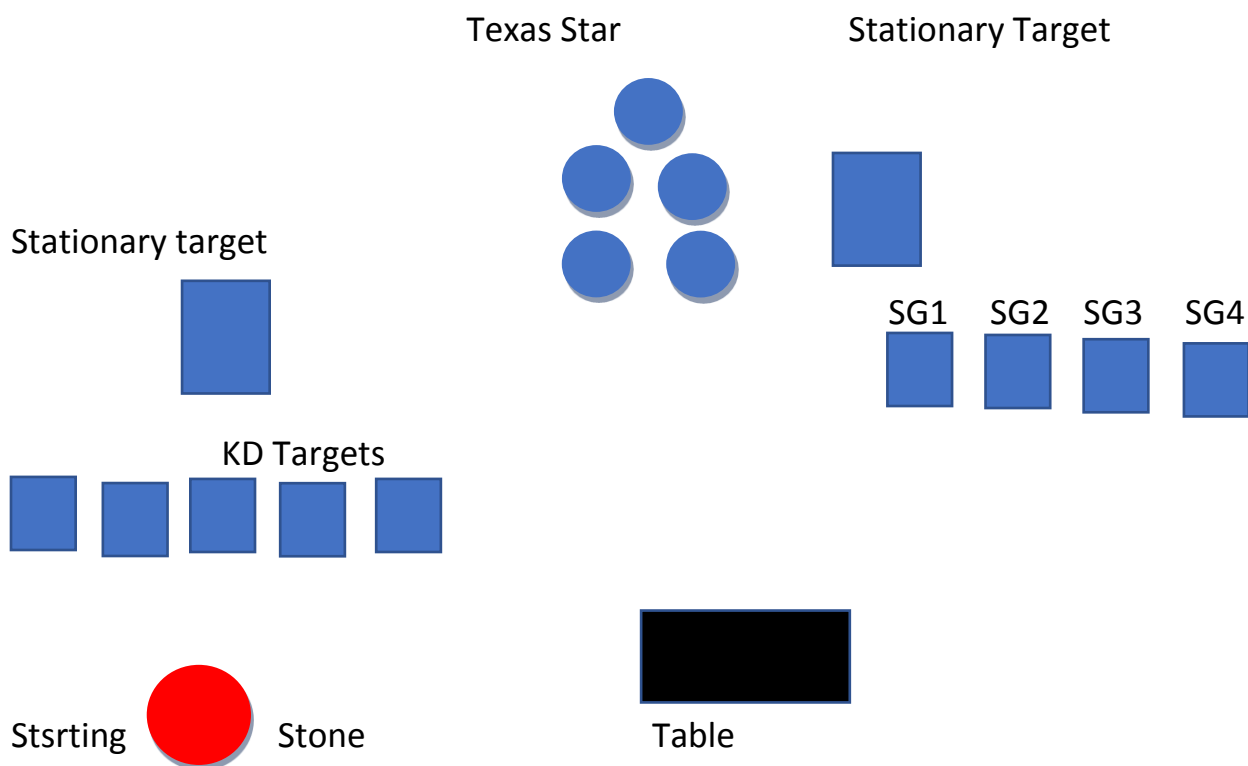 Texas Star
Stationary Target
Stationary target
SG1 SG2 SG3 SG4
KD Targets
Stsrting Stone
Table